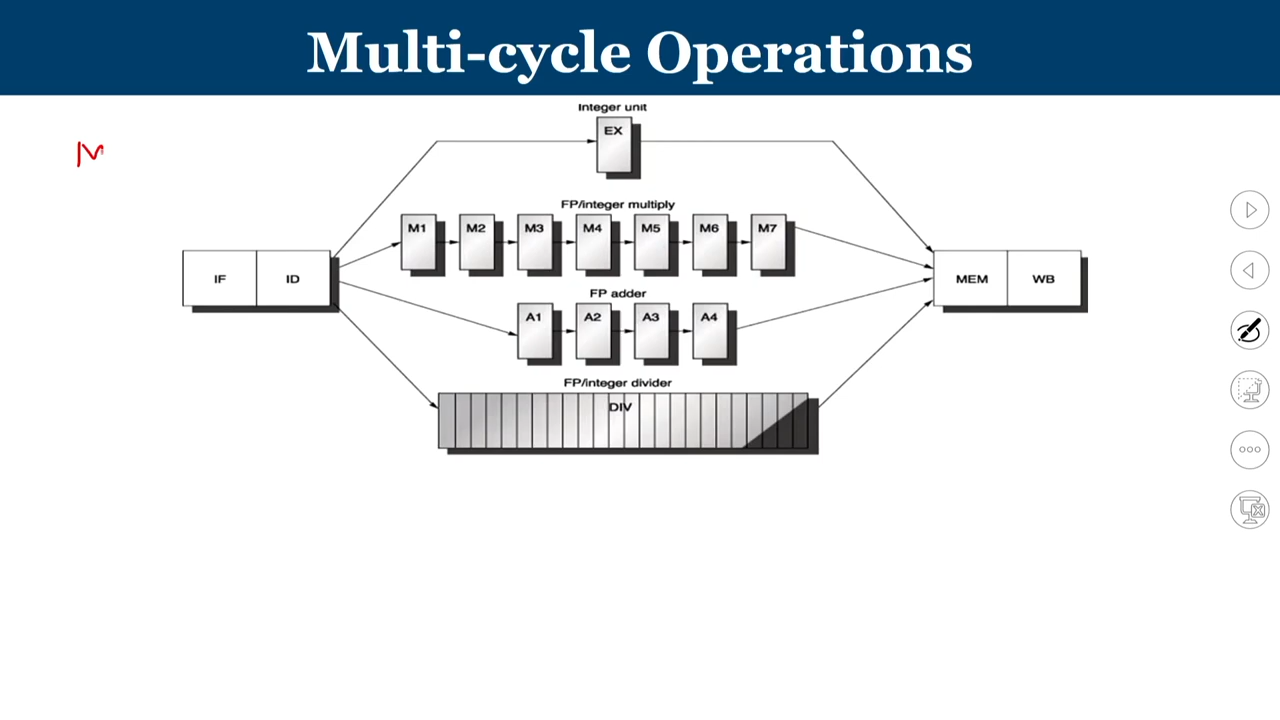 Multi-cycle Operations
Integer unit
EX
FP/integer multiply
M1 M2 M3 M4 M5 M6 M7
IF ID
MEM WB
FP adder
A1 A2 A3 A4
FP/integer divider
DIV